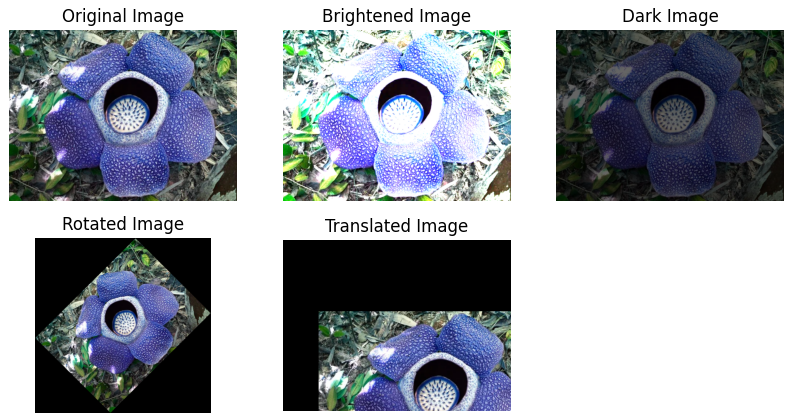 Original Image
Brightened Image
Dark Image
Rotated Image
Translated Image